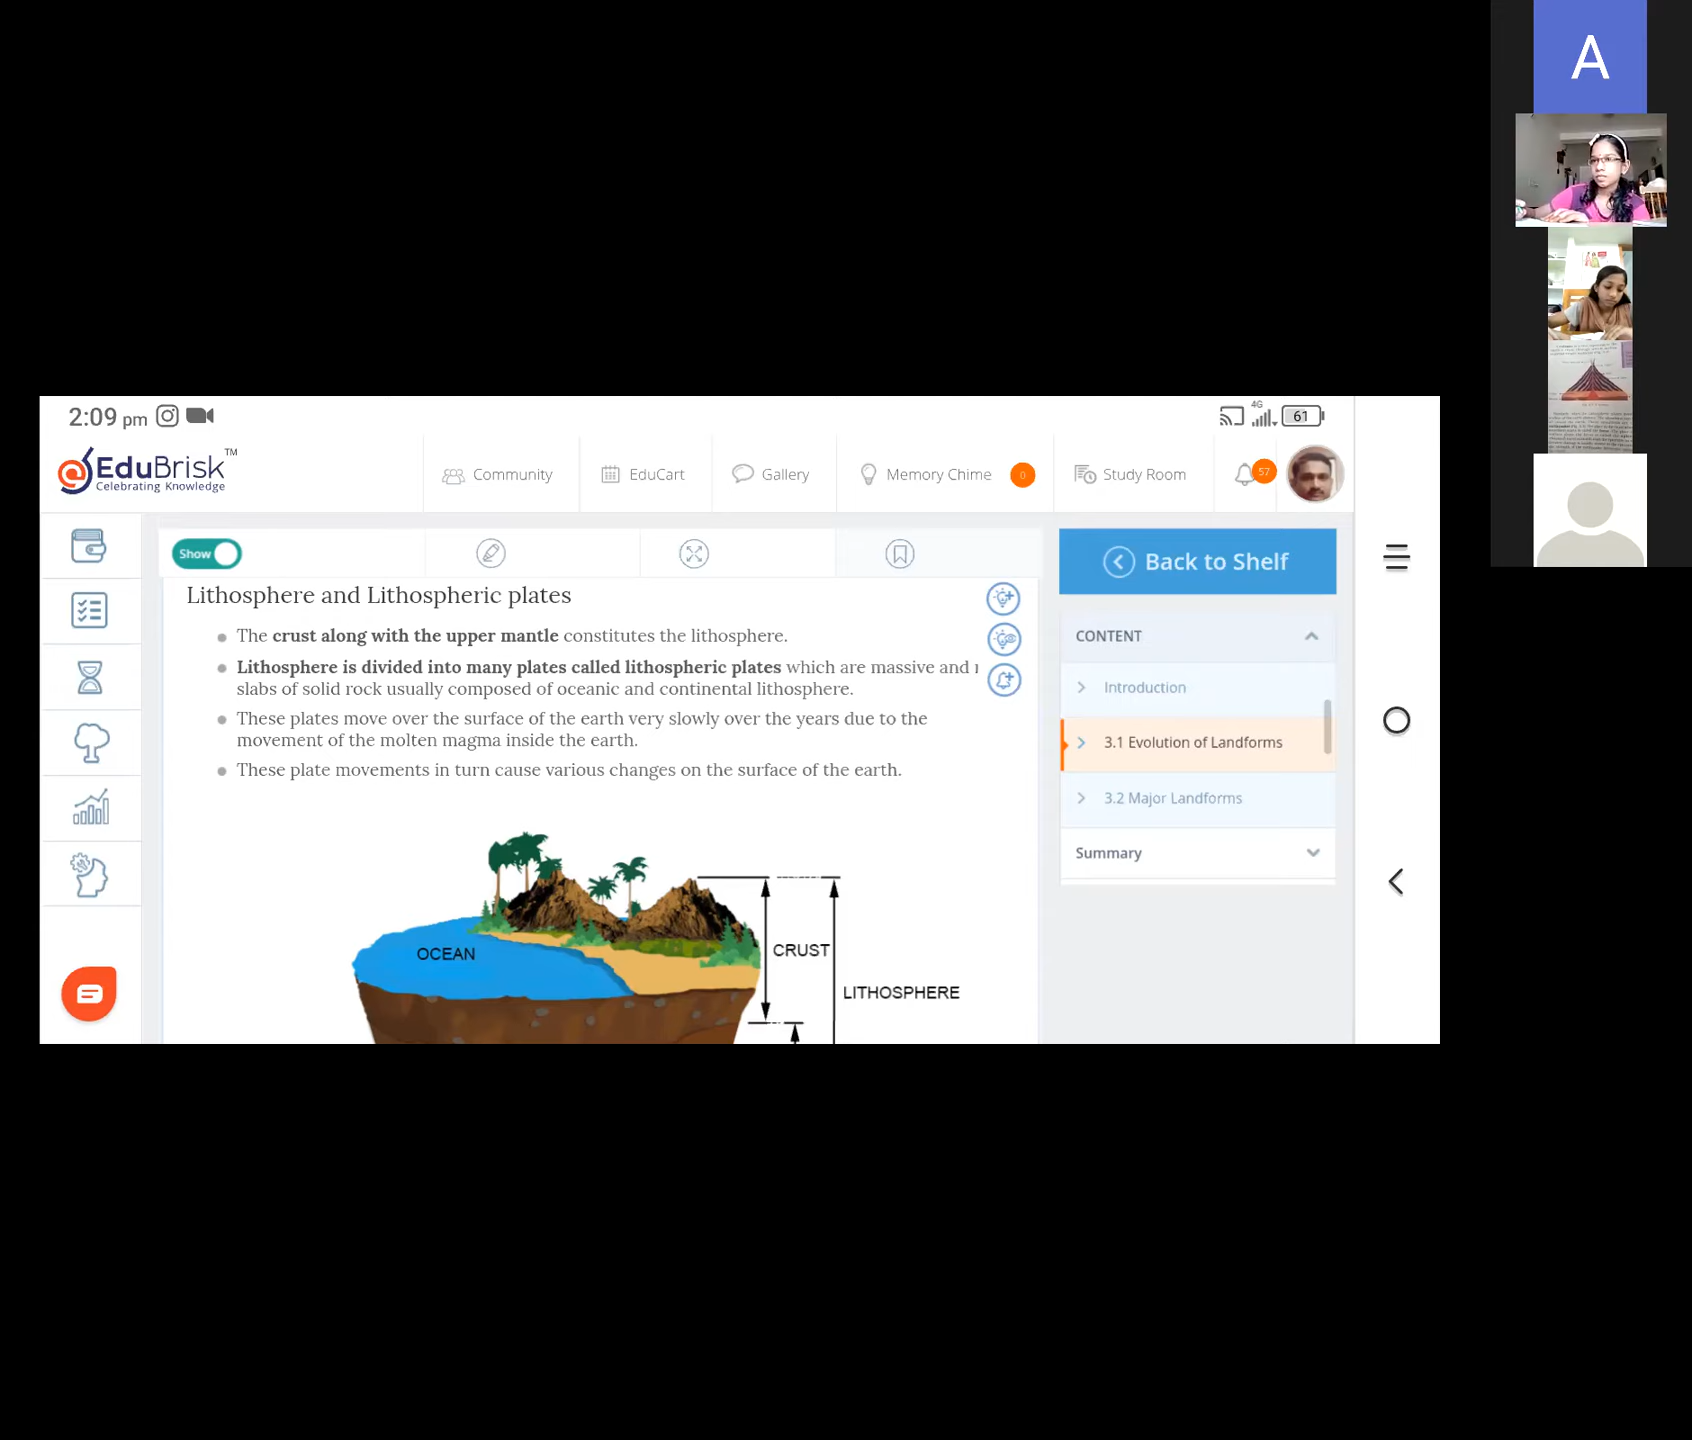 A
2:09 pm
4G
61
EduBrisk TM
Celebrating Knowledge
Community
EduCart
Gallery
Memory Chime 0
Study Room
57
Show
Back to Shelf
Lithosphere and Lithospheric plates
The crust along with the upper mantle constitutes the lithosphere.
Lithosphere is divided into many plates called lithospheric plates which are massive and
slabs of solid rock usually composed of oceanic and continental lithosphere.
These plates move over the surface of the earth very slowly over the years due to the
movement of the molten magma inside the earth.
These plate movements in turn cause various changes on the surface of the earth.
OCEAN
CRUST
LITHOSPHERE
CONTENT
Introduction
3.1 Evolution of Landforms
3.2 Major Landforms
Summary